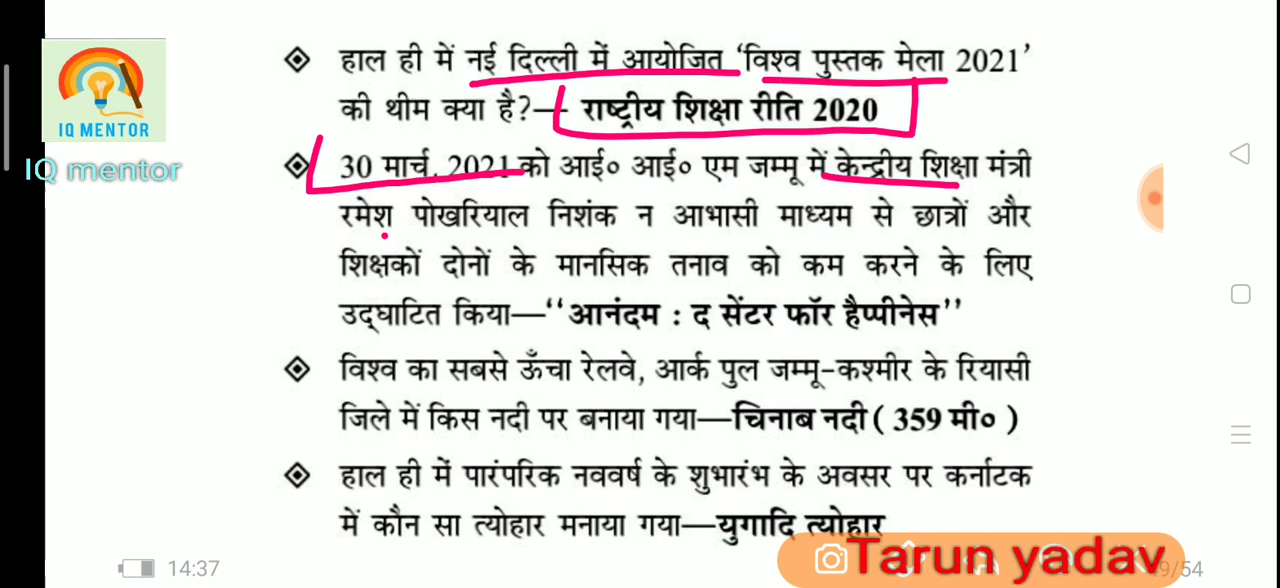 हाल ही में नई दिल्ली में आयोजित ‘विश्व पुस्तक मेला 2021’
की थीम क्या है?— राष्ट्रीय शिक्षा रीति 2020
IQ MENTOR
IQ mentor
30 मार्च, 2021 को आई० आई० एम जम्मू में केन्द्रीय शिक्षा मंत्री
रमेश पोखरियाल निशंक न आभासी माध्यम से छात्रों और
शिक्षकों दोनों के मानसिक तनाव को कम करने के लिए
उद्घाटित किया—‘‘आनंदम : द सेंटर फॉर हैप्पीनेस’’
विश्व का सबसे ऊँचा रेलवे, आर्क पुल जम्मू-कश्मीर के रियासी
जिले में किस नदी पर बनाया गया—चिनाब नदी ( 359 मी० )
हाल ही में पारंपरिक नववर्ष के शुभारंभ के अवसर पर कर्नाटक
में कौन सा त्योहार मनाया गया—युगादि त्योहार
Tarun yadav
14:37
9/54